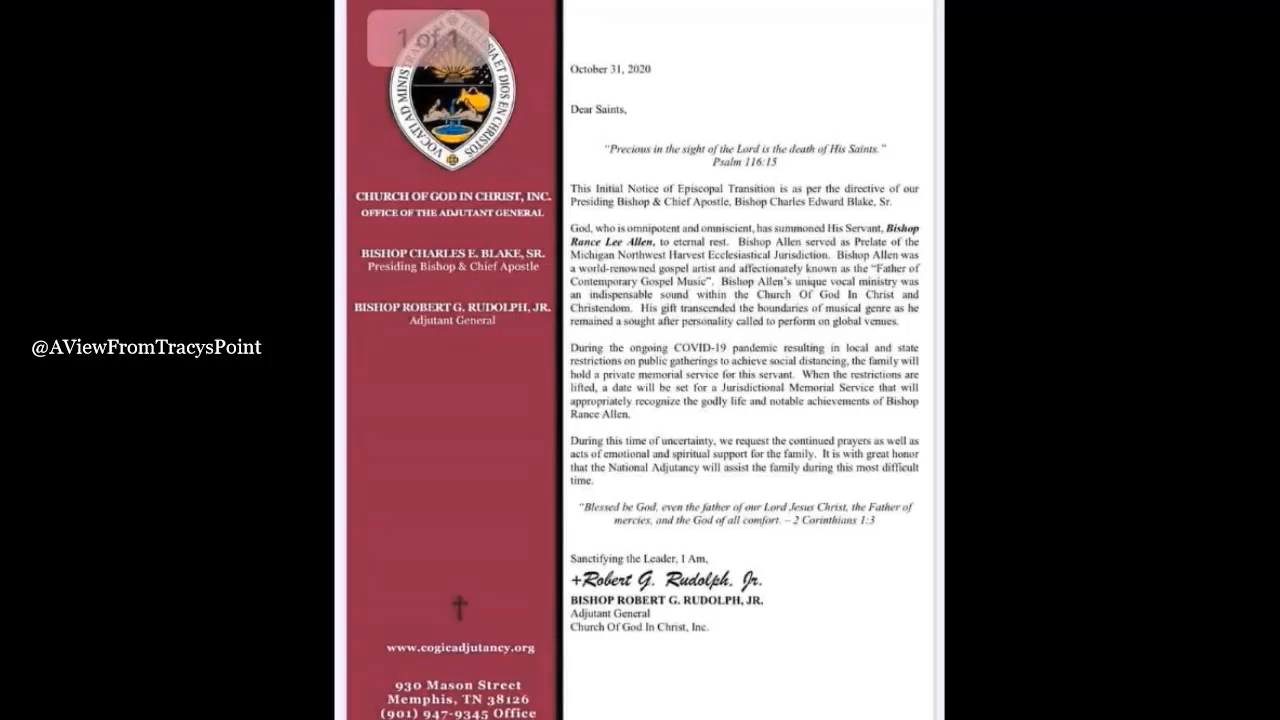 1 of 1
VOCATI AD MINIS
ECCLESIA ET DIOS EN CHRISTOS
CHURCH OF GOD IN CHRIST, INC.
OFFICE OF THE ADJUTANT GENERAL
BISHOP CHARLES E. BLAKE, SR.
Presiding Bishop & Chief Apostle
BISHOP ROBERT G. RUDOLPH, JR.
Adjutant General
www.cogicadjutancy.org
930 Mason Street
Memphis, TN 38126
(901) 947-9345 Office
@AViewFromTracysPoint
October 31, 2020
Dear Saints,
"Precious in the sight of the Lord is the death of His Saints."
Psalm 116:15
This Initial Notice of Episcopal Transition is as per the directive of our
Presiding Bishop & Chief Apostle, Bishop Charles Edward Blake, Sr.
God, who is omnipotent and omniscient, has summoned His Servant, Bishop
Rance Lee Allen, to eternal rest. Bishop Allen served as Prelate of the
Michigan Northwest Harvest Ecclesiastical Jurisdiction. Bishop Allen was
a world-renowned gospel artist and affectionately known as the "Father of
Contemporary Gospel Music". Bishop Allen's unique vocal ministry was
an indispensable sound within the Church Of God In Christ and
Christendom. His gift transcended the boundaries of musical genre as he
remained a sought after personality called to perform on global venues.
During the ongoing COVID-19 pandemic resulting in local and state
restrictions on public gatherings to achieve social distancing, the family will
hold a private memorial service for this servant. When the restrictions are
lifted, a date will be set for a Jurisdictional Memorial Service that will
appropriately recognize the godly life and notable achievements of Bishop
Rance Allen.
During this time of uncertainty, we request the continued prayers as well as
acts of emotional and spiritual support for the family. It is with great honor
that the National Adjutancy will assist the family during this most difficult
time.
"Blessed be God, even the father of our Lord Jesus Christ, the Father of
mercies, and the God of all comfort. – 2 Corinthians 1:3
Sanctifying the Leader, I Am,
+Robert G. Rudolph, Jr.
BISHOP ROBERT G. RUDOLPH, JR.
Adjutant General
Church Of God In Christ, Inc.